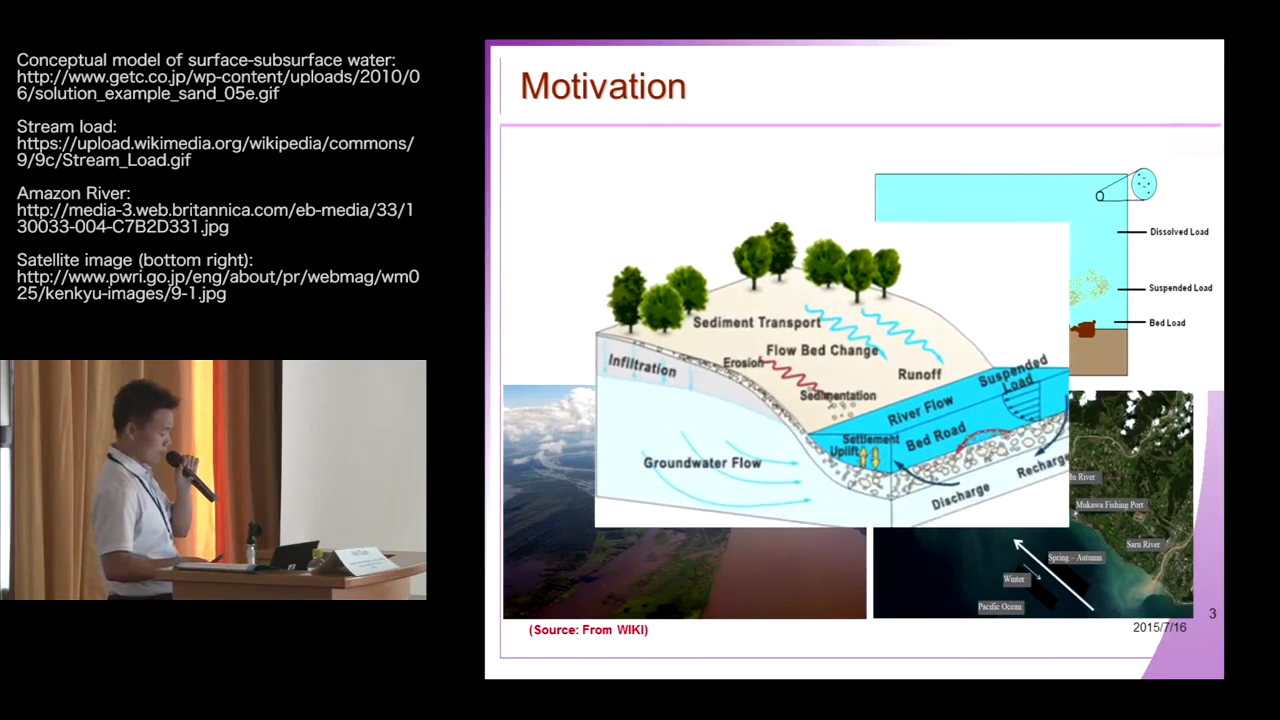 Conceptual model of surface-subsurface water:
http://www.getc.co.jp/wp-content/uploads/2010/0
6/solution_example_sand_05e.gif
Stream load:
https://upload.wikimedia.org/wikipedia/commons/
9/9c/Stream_Load.gif
Amazon River:
http://media-3.web.britannica.com/eb-media/33/1
30033-004-C7B2D331.jpg
Satellite image (bottom right):
http://www.pwri.go.jp/eng/about/pr/webmag/wm0
25/kenkyu-images/9-1.jpg
Motivation
Dissolved Load
Suspended Load
Bed Load
Sediment Transport
Flow Bed Change
Erosion
Infiltration
Runoff
Sedimentation
Suspended
Load
River Flow
Bed Road
Settlement
Uplift
Groundwater Flow
Discharge
Recharge
River
Mukawa Fishing Port
Saru River
Spring – Autumn
Winter
Pacific Ocean
(Source: From WIKI)
2015/7/16
3